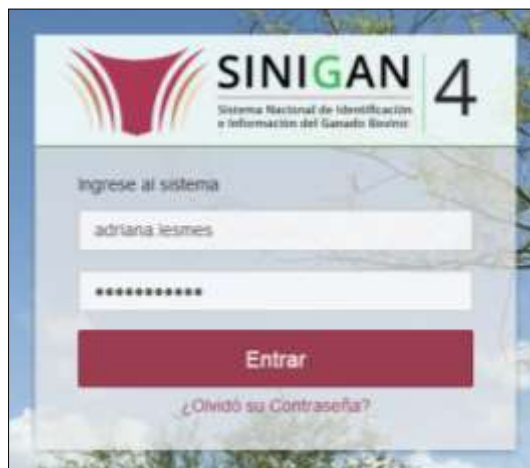 SINIGAN 4
Sistema Nacional de Identificación
e Información del Ganado Bovino
Ingrese al sistema
adriana lesmes
•••••••••••
Entrar
¿Olvidó su Contraseña?